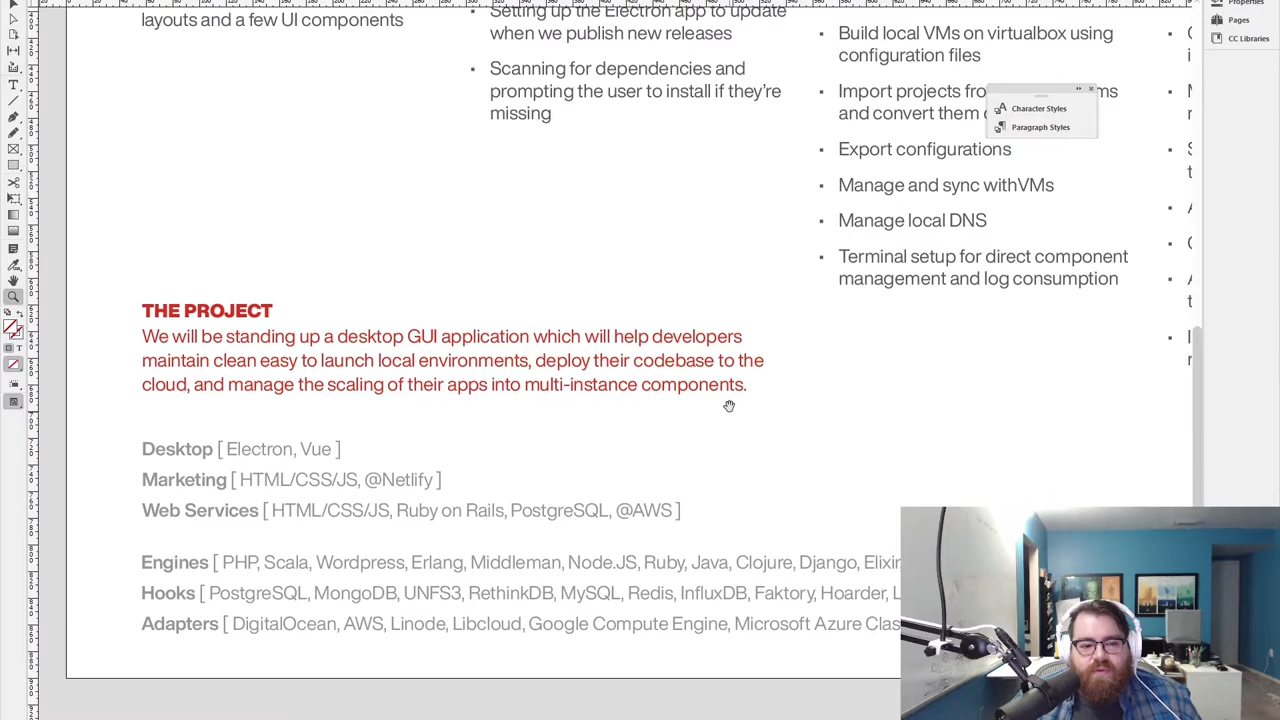 layouts and a few UI components
Setting up the Electron app to update
when we publish new releases
Scanning for dependencies and
prompting the user to install if they're
missing
Build local VMs on virtualbox using
configuration files
Import projects
and convert them
Export configurations
Manage and sync withVMs
Manage local DNS
Terminal setup for direct component
management and log consumption
Properties
Pages
CC Libraries
Character Styles
Paragraph Styles
THE PROJECT
We will be standing up a desktop GUI application which will help developers
maintain clean easy to launch local environments, deploy their codebase to the
cloud, and manage the scaling of their apps into multi-instance components.
Desktop [ Electron, Vue ]
Marketing [ HTML/CSS/JS, @Netlify ]
Web Services [ HTML/CSS/JS, Ruby on Rails, PostgreSQL, @AWS ]
Engines [ PHP, Scala, Wordpress, Erlang, Middleman, Node.JS, Ruby, Java, Clojure, Django, Elixir
Hooks [ PostgreSQL, MongoDB, UNFS3, RethinkDB, MySQL, Redis, InfluxDB, Faktory, Hoarder,
Adapters [ DigitalOcean, AWS, Linode, Libcloud, Google Compute Engine, Microsoft Azure